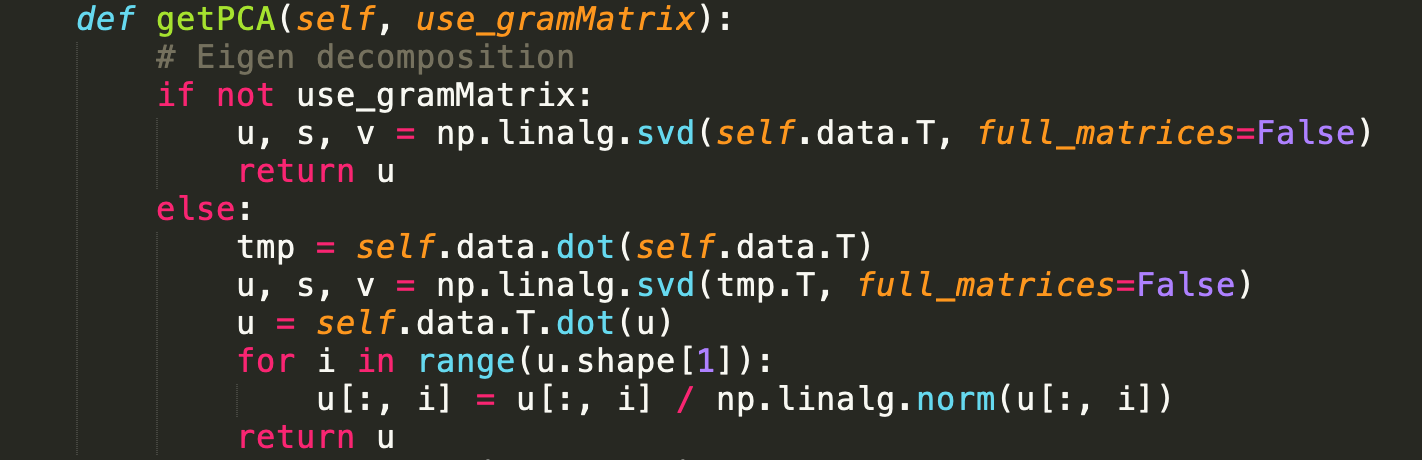 def getPCA(self, use_gramMatrix):
# Eigen decomposition
if not use_gramMatrix:
u, s, v = np.linalg.svd(self.data.T, full_matrices=False)
return u
else:
tmp = self.data.dot(self.data.T)
u, s, v = np.linalg.svd(tmp.T, full_matrices=False)
u = self.data.T.dot(u)
for i in range(u.shape[1]):
u[:, i] = u[:, i] / np.linalg.norm(u[:, i])
return u